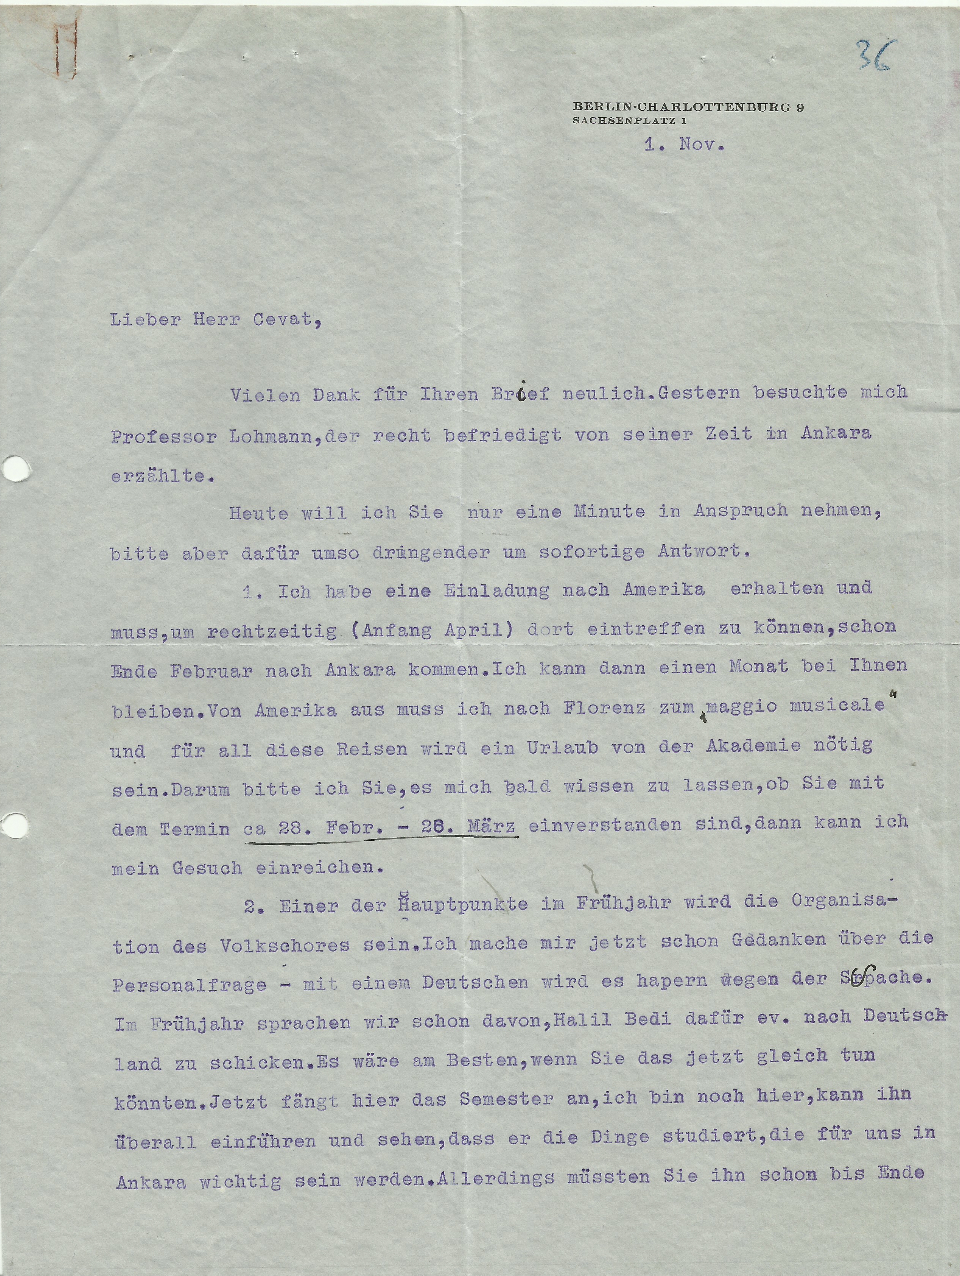 36
BERLIN-CHARLOTTENBURG 9
SACHSENPLATZ 1
1. Nov.
Lieber Herr Cevat,
Vielen Dank für Ihren Brief neulich.Gestern besuchte mich
Professor Lohmann,der recht befriedigt von seiner Zeit in Ankara
erzählte.
Heute will ich Sie nur eine Minute in Anspruch nehmen,
bitte aber dafür umso dringender um sofortige Antwort.
1. Ich habe eine Einladung nach Amerika erhalten und
muss,um rechtzeitig (Anfang April) dort eintreffen zu können,schon
Ende Februar nach Ankara kommen.Ich kann dann einen Monat bei Ihnen
bleiben.Von Amerika aus muss ich nach Florenz zum „maggio musicale"
und für all diese Reisen wird ein Urlaub von der Akademie nötig
sein.Darum bitte ich Sie,es mich bald wissen zu lassen,ob Sie mit
dem Termin ca 28. Febr. - 28. März einverstanden sind,dann kann ich
mein Gesuch einreichen.
2. Einer der Hauptpunkte im Frühjahr wird die Organisa-
tion des Volkschores sein.Ich mache mir jetzt schon Gedanken über die
Personalfrage - mit einem Deutschen wird es hapern wegen der Sprache.
Im Frühjahr sprachen wir schon davon,Halil Bedi dafür ev. nach Deutsch
land zu schicken.Es wäre am Besten,wenn Sie das jetzt gleich tun
könnten.Jetzt fängt hier das Semester an,ich bin noch hier,kann ihn
überall einführen und sehen,dass er die Dinge studiert,die für uns in
Ankara wichtig sein werden.Allerdings müssten Sie ihn schon bis Ende